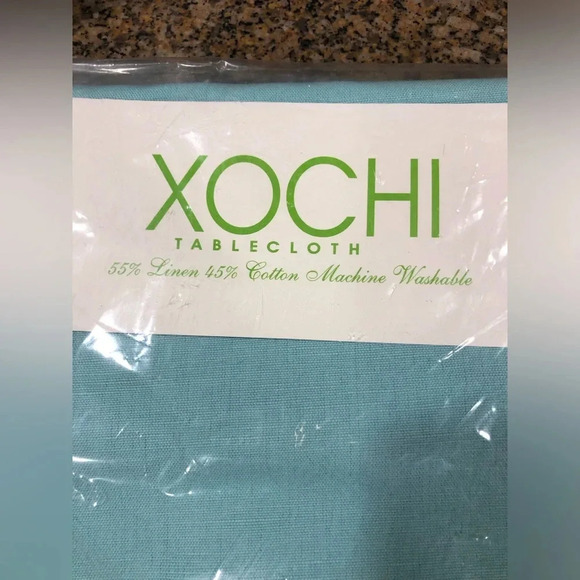 XOCHI
TABLECLOTH
55% Linen 45% Cotton Machine Washable